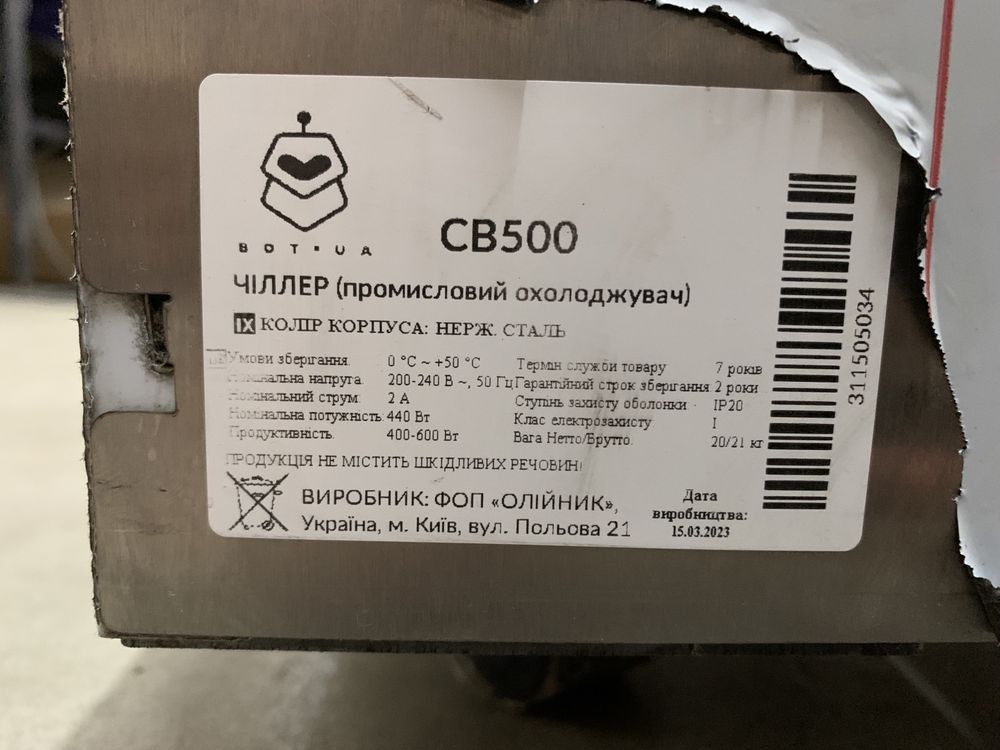 BOT·UA
CB500
ЧІЛЛЕР (промисловий охолоджувач)
IX КОЛІР КОРПУСА: НЕРЖ. СТАЛЬ
Умови зберігання 0 °C ~ +50 °C
Номінальна напруга 200-240 В ~, 50 Гц
Номінальний струм 2 А
Номінальна потужність 440 Вт
Продуктивність 400-600 Вт
Термін служби товару 7 років
Гарантійний строк зберігання 2 роки
Ступінь захисту оболонки IP20
Клас електрозахисту I
Вага Нетто/Брутто 20/21 кг
ПРОДУКЦІЯ НЕ МІСТИТЬ ШКІДЛИВИХ РЕЧОВИН!
ВИРОБНИК: ФОП «ОЛІЙНИК»,
Україна, м. Київ, вул. Польова 21
Дата
виробництва:
15.03.2023
311505034